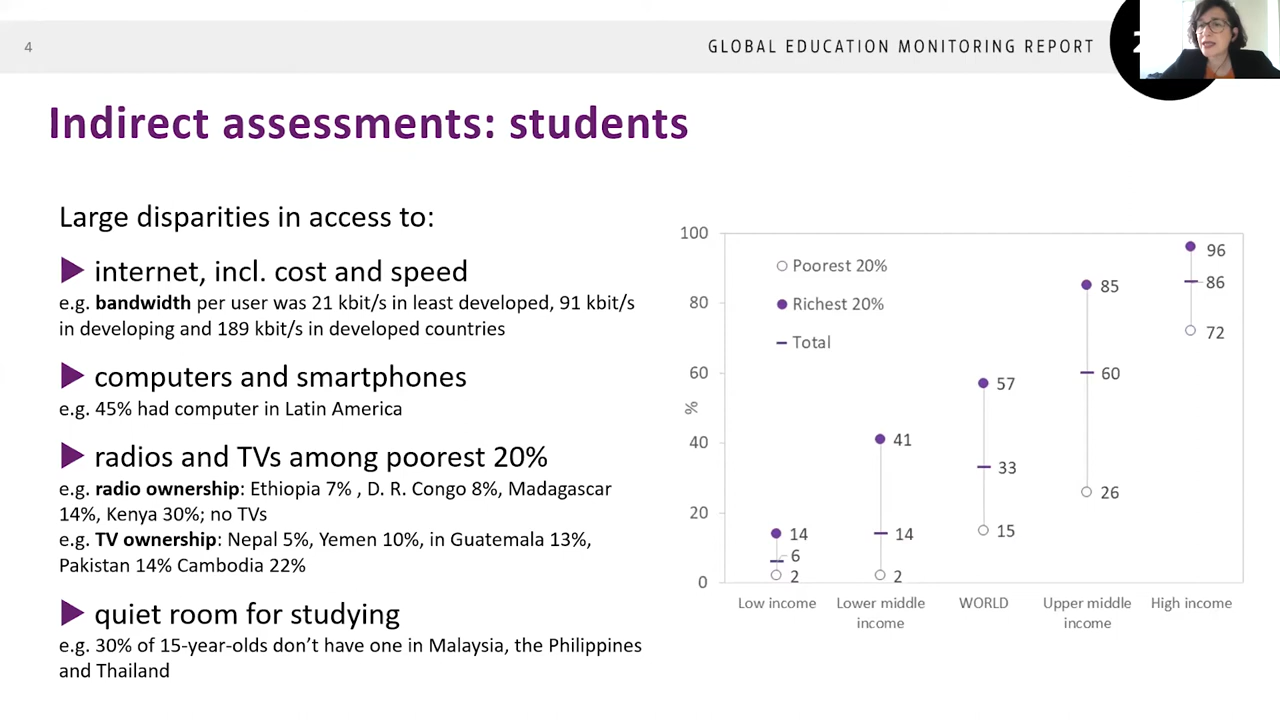 4
GLOBAL EDUCATION MONITORING REPORT
2
Indirect assessments: students
Large disparities in access to:
internet, incl. cost and speed
e.g. bandwidth per user was 21 kbit/s in least developed, 91 kbit/s
in developing and 189 kbit/s in developed countries
computers and smartphones
e.g. 45% had computer in Latin America
radios and TVs among poorest 20%
e.g. radio ownership: Ethiopia 7% , D. R. Congo 8%, Madagascar
14%, Kenya 30%; no TVs
e.g. TV ownership: Nepal 5%, Yemen 10%, in Guatemala 13%,
Pakistan 14% Cambodia 22%
quiet room for studying
e.g. 30% of 15-year-olds don’t have one in Malaysia, the Philippines
and Thailand
100
80
60
40
20
0
%
Poorest 20%
Richest 20%
Total
14
6
2
41
14
2
57
33
15
85
60
26
96
86
72
Low income
Lower middle
income
WORLD
Upper middle
income
High income